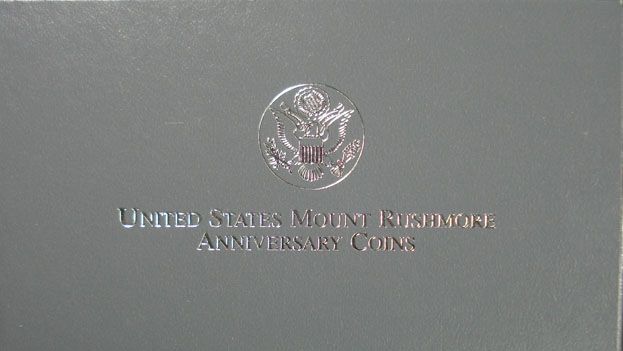 United States Mount Rushmore
Anniversary Coins